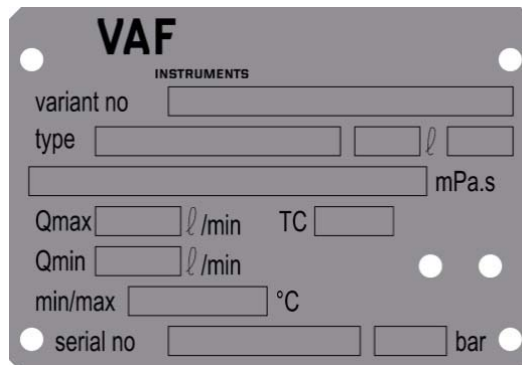 VAF
INSTRUMENTS
variant no
type ℓ
mPa.s
Qmax ℓ/min TC
Qmin ℓ/min
min/max °C
serial no bar